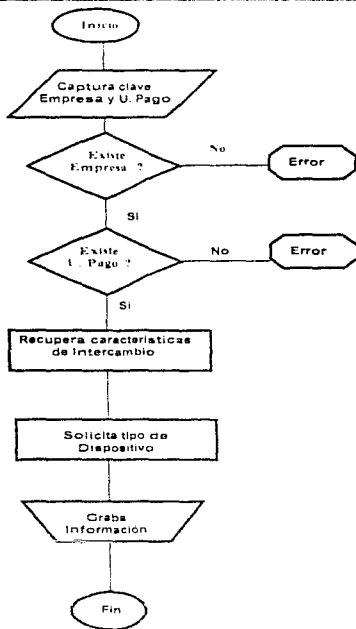 Inicio
Captura clave
Empresa y U. Pago
Existe
Empresa ?
No
Error
Si
Existe
U. Pago ?
No
Error
Si
Recupera características
de Intercambio
Solicita tipo de
Dispositivo
Graba
Información
Fin